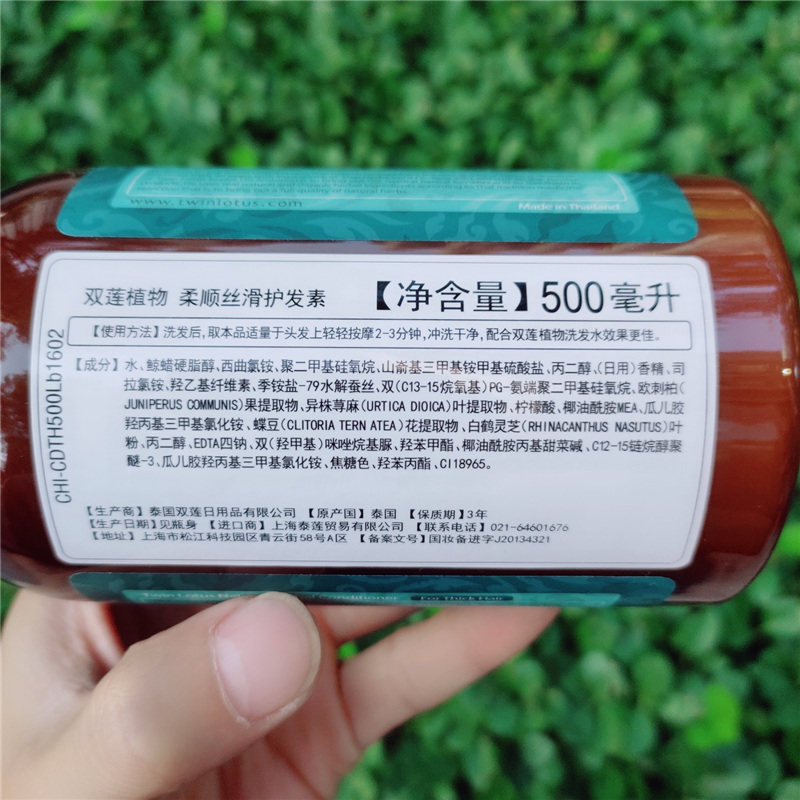 www.twinlotus.com
Made in Thailand
双莲植物 柔顺丝滑护发素 【净含量】500毫升
【使用方法】洗发后,取本品适量于头发上轻轻按摩2-3分钟,冲洗干净,配合双莲植物洗发水效果更佳。
【成分】水、鲸蜡硬脂醇、西曲氯铵、聚二甲基硅氧烷、山嵛基三甲基铵甲基硫酸盐、丙二醇、(日用)香精、司
拉氯铵、羟乙基纤维素、季铵盐-79水解蚕丝、双(C13-15烷氧基)PG-氨端聚二甲基硅氧烷、欧刺柏(
JUNIPERUS COMMUNIS)果提取物、异株荨麻(URTICA DIOICA)叶提取物、柠檬酸、椰油酰胺MEA、瓜儿胶
羟丙基三甲基氯化铵、蝶豆(CLITORIA TERN ATEA)花提取物、白鹤灵芝(RHINACANTHUS NASUTUS)叶
粉、丙二醇、EDTA四钠、双(羟甲基)咪唑烷基脲、羟苯甲酯、椰油酰胺丙基甜菜碱、C12-15链烷醇聚
醚-3、瓜儿胶羟丙基三甲基氯化铵、焦糖色、羟苯丙酯、CI18965。
【生产商】泰国双莲日用品有限公司 【原产国】泰国 【保质期】3年
【生产日期】见瓶身 【进口商】上海泰莲贸易有限公司 【联系电话】021-64601676
【地址】上海市松江科技园区青云街58号A区 【备案文号】国妆备进字J20134321
CHI-CDTH500Lb1602
Twin Lotus
Conditioner
For Thick Hair